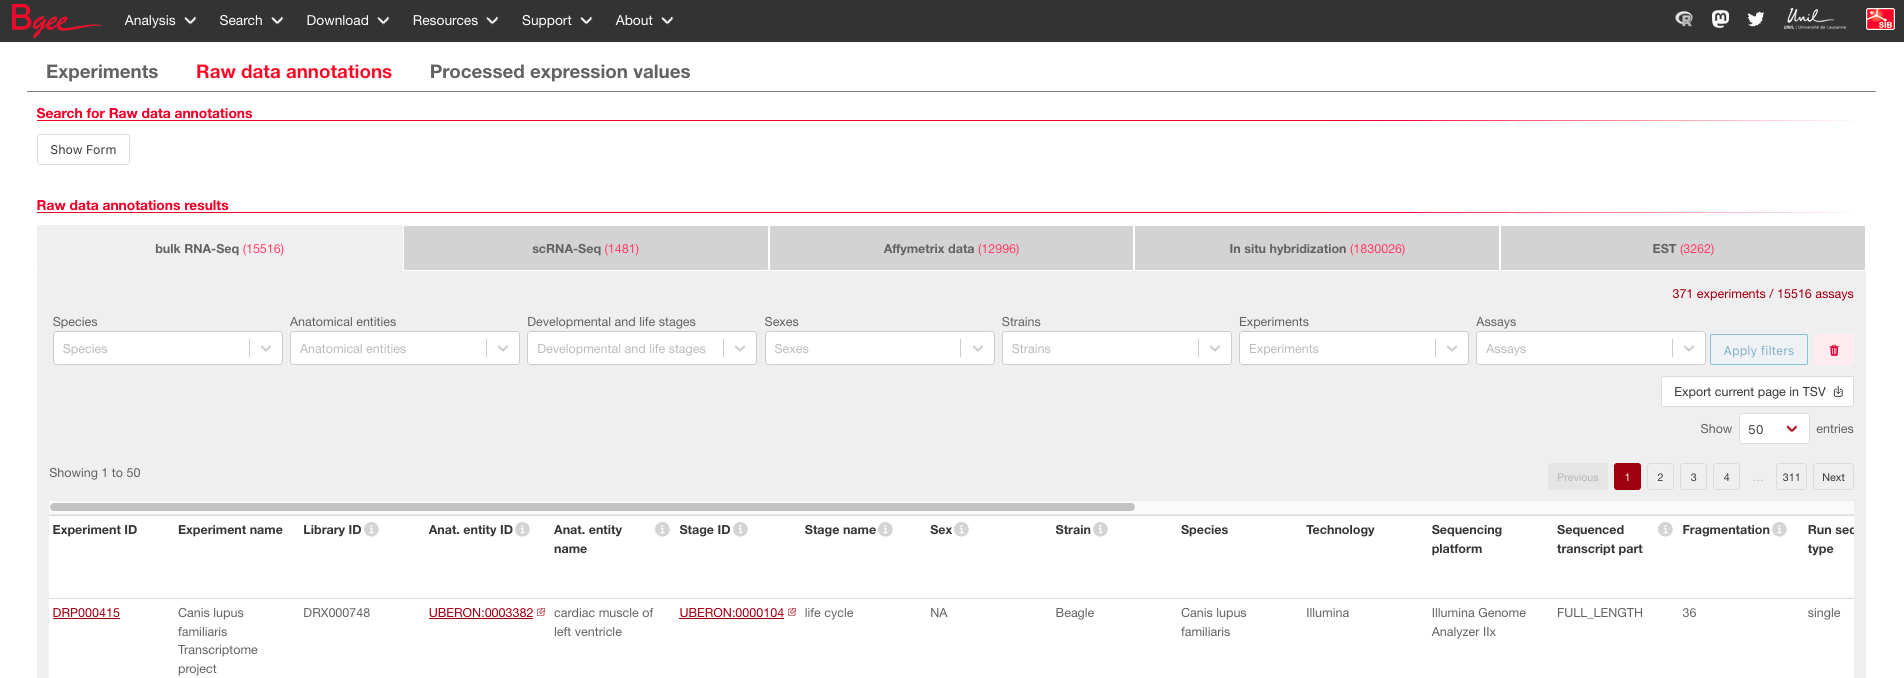 Bgee Analysis Search Download Resources Support About R Unil UNIL | Université de Lausanne SIB
Experiments Raw data annotations Processed expression values
Search for Raw data annotations
Show Form
Raw data annotations results
bulk RNA-Seq (15516) scRNA-Seq (1481) Affymetrix data (12996) In situ hybridization (1830026) EST (3262)
371 experiments / 15516 assays
Species Anatomical entities Developmental and life stages Sexes Strains Experiments Assays
Species Anatomical entities Developmental and life stages Sexes Strains Experiments Assays Apply filters
Export current page in TSV
Show 50 entries
Showing 1 to 50 Previous 1 2 3 4 ... 311 Next
Experiment ID Experiment name Library ID i Anat. entity ID i Anat. entity i Stage ID i Stage name i Sex i Strain i Species Technology Sequencing Sequenced i Fragmentation i Run sec
name platform transcript part type
DRP000415 Canis lupus DRX000748 UBERON:0003382 cardiac muscle of UBERON:0000104 life cycle NA Beagle Canis lupus Illumina Illumina Genome FULL_LENGTH 36 single
familiaris left ventricle familiaris Analyzer IIx
Transcriptome
project